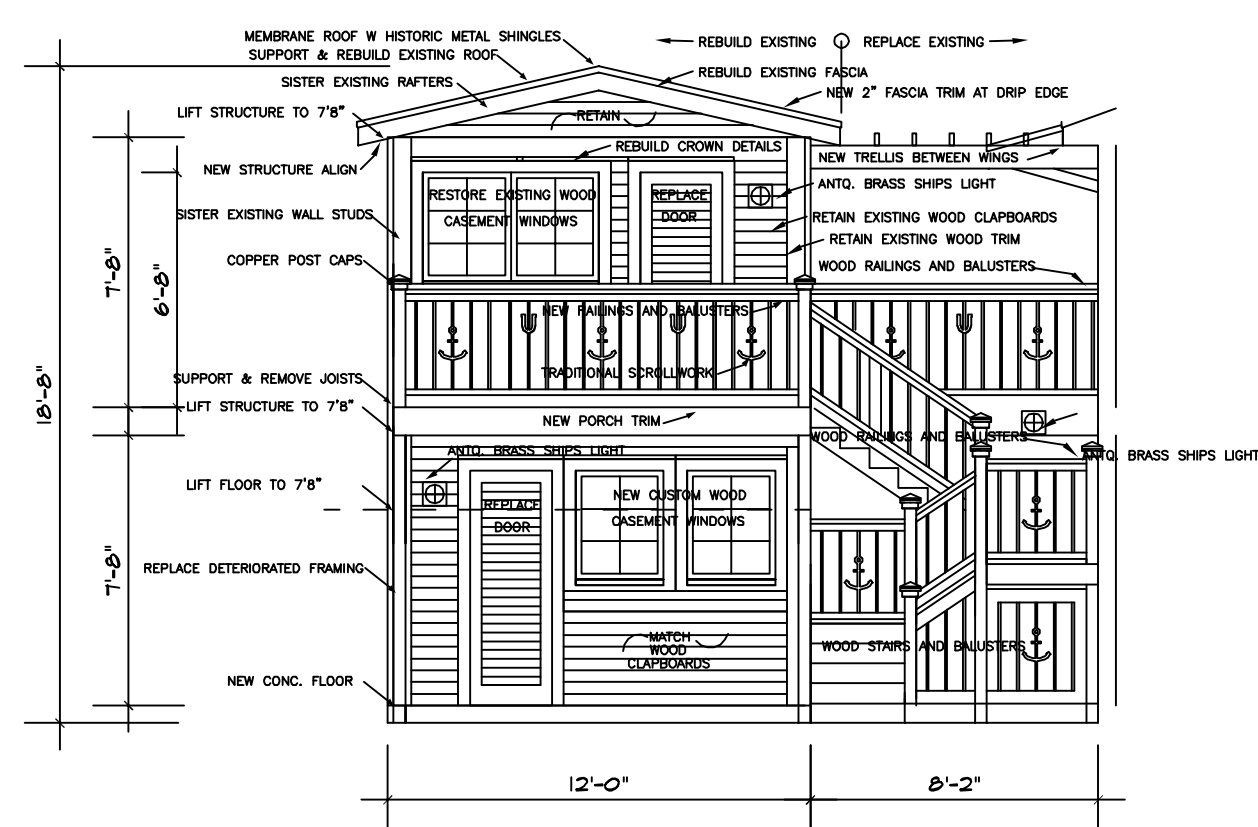 MEMBRANE ROOF W HISTORIC METAL SHINGLES
SUPPORT & REBUILD EXISTING ROOF
SISTER EXISTING RAFTERS
LIFT STRUCTURE TO 7'8"
NEW STRUCTURE ALIGN
SISTER EXISTING WALL STUDS
COPPER POST CAPS
SUPPORT & REMOVE JOISTS
LIFT STRUCTURE TO 7'8"
LIFT FLOOR TO 7'8"
REPLACE DETERIORATED FRAMING
NEW CONC. FLOOR
18'-8"
7'-8"
6'-8"
7'-8"
REBUILD EXISTING
REPLACE EXISTING
REBUILD EXISTING FASCIA
NEW 2" FASCIA TRIM AT DRIP EDGE
RETAIN
REBUILD CROWN DETAILS
NEW TRELLIS BETWEEN WINGS
ANTQ. BRASS SHIPS LIGHT
RESTORE EXISTING WOOD
CASEMENT WINDOWS
REPLACE
DOOR
RETAIN EXISTING WOOD CLAPBOARDS
RETAIN EXISTING WOOD TRIM
WOOD RAILINGS AND BALUSTERS
NEW RAILINGS AND BALUSTERS
TRADITIONAL SCROLLWORK
NEW PORCH TRIM
WOOD RAILINGS AND BALUSTERS
ANTQ. BRASS SHIPS LIGHT
ANTQ. BRASS SHIPS LIGHT
REPLACE
DOOR
NEW CUSTOM WOOD
CASEMENT WINDOWS
MATCH
WOOD
CLAPBOARDS
WOOD STAIRS AND BALUSTERS
12'-0"
8'-2"